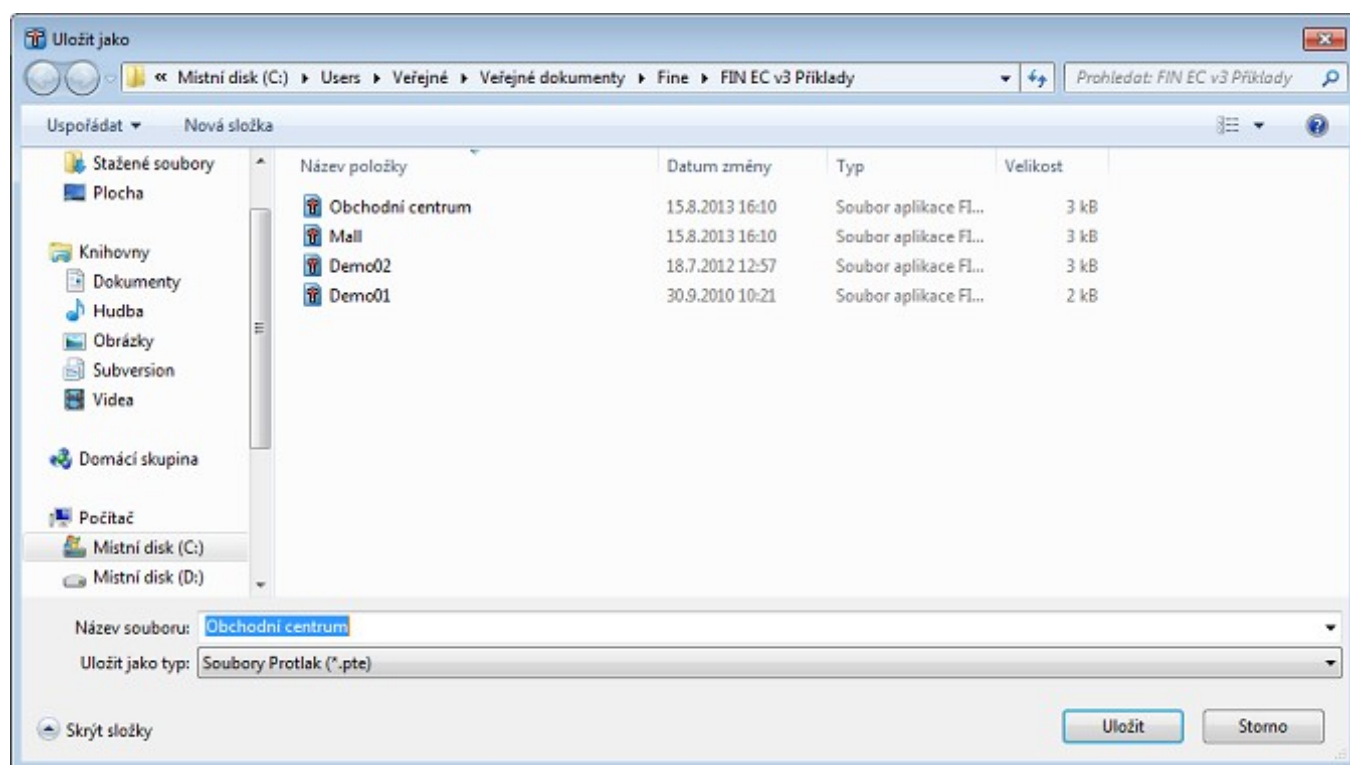 Uložit jako
« Místní disk (C:) ▸ Users ▸ Veřejné ▸ Veřejné dokumenty ▸ Fine ▸ FIN EC v3 Příklady
Prohledat: FIN EC v3 Příklady
Uspořádat Nová složka
Stažené soubory
Plocha
Knihovny
Dokumenty
Hudba
Obrázky
Subversion
Videa
Domácí skupina
Počítač
Místní disk (C:)
Místní disk (D:)
Název položky Datum změny Typ Velikost
Obchodní centrum 15.8.2013 16:10 Soubor aplikace FI... 3 kB
Mall 15.8.2013 16:10 Soubor aplikace FI... 3 kB
Demo02 18.7.2012 12:57 Soubor aplikace FI... 3 kB
Demo01 30.9.2010 10:21 Soubor aplikace FI... 2 kB
Název souboru: Obchodní centrum
Uložit jako typ: Soubory Protlak (*.pte)
Skrýt složky Uložit Storno